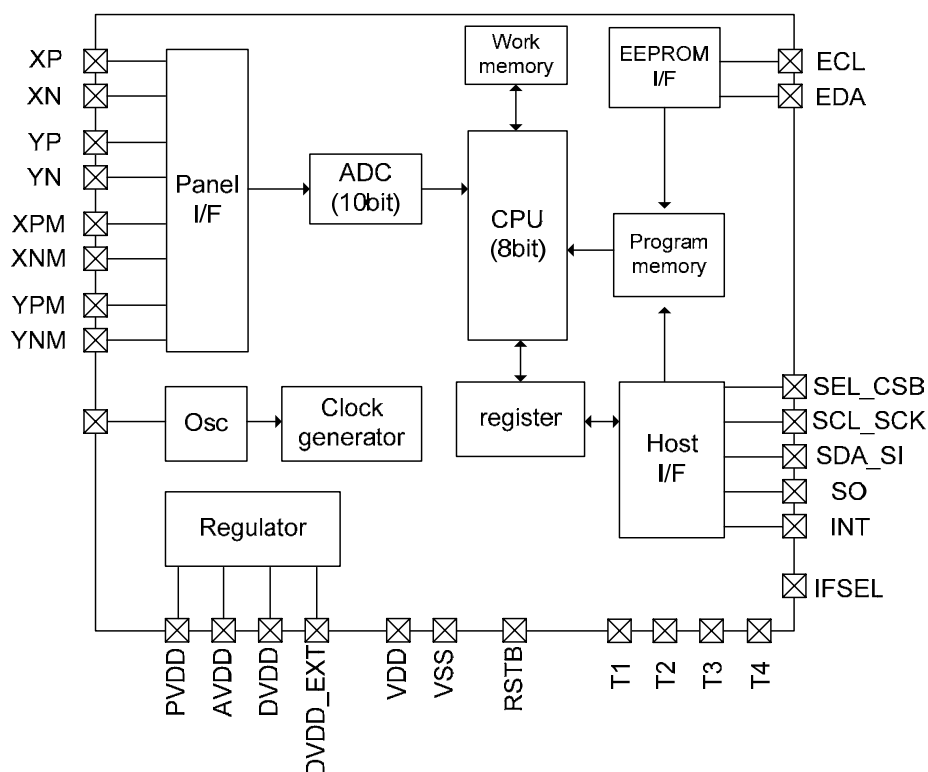 XP
XN
YP
YN
XPM
XNM
YPM
YNM
Panel
I/F
ADC
(10bit)
Work
memory
CPU
(8bit)
EEPROM
I/F
Program
memory
ECL
EDA
Osc
Clock
generator
register
Host
I/F
SEL_CSB
SCL_SCK
SDA_SI
SO
INT
IFSEL
Regulator
PVDD
AVDD
DVDD
DVDD_EXT
VDD
VSS
RSTB
T1
T2
T3
T4